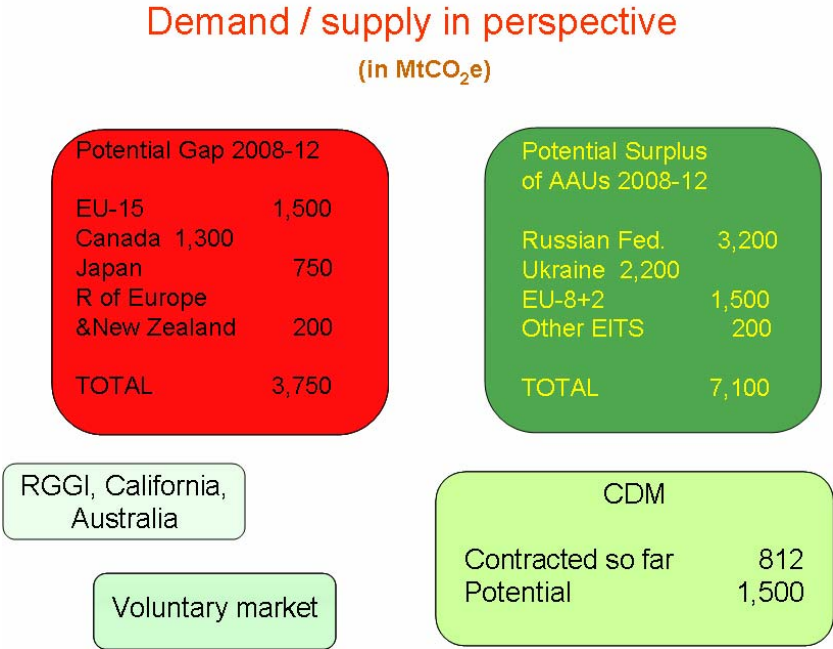 Demand / supply in perspective
(in MtCO₂e)
Potential Gap 2008-12
EU-15 1,500
Canada 1,300
Japan 750
R of Europe
&New Zealand 200
TOTAL 3,750
Potential Surplus
of AAUs 2008-12
Russian Fed. 3,200
Ukraine 2,200
EU-8+2 1,500
Other EITS 200
TOTAL 7,100
RGGI, California,
Australia
Voluntary market
CDM
Contracted so far 812
Potential 1,500